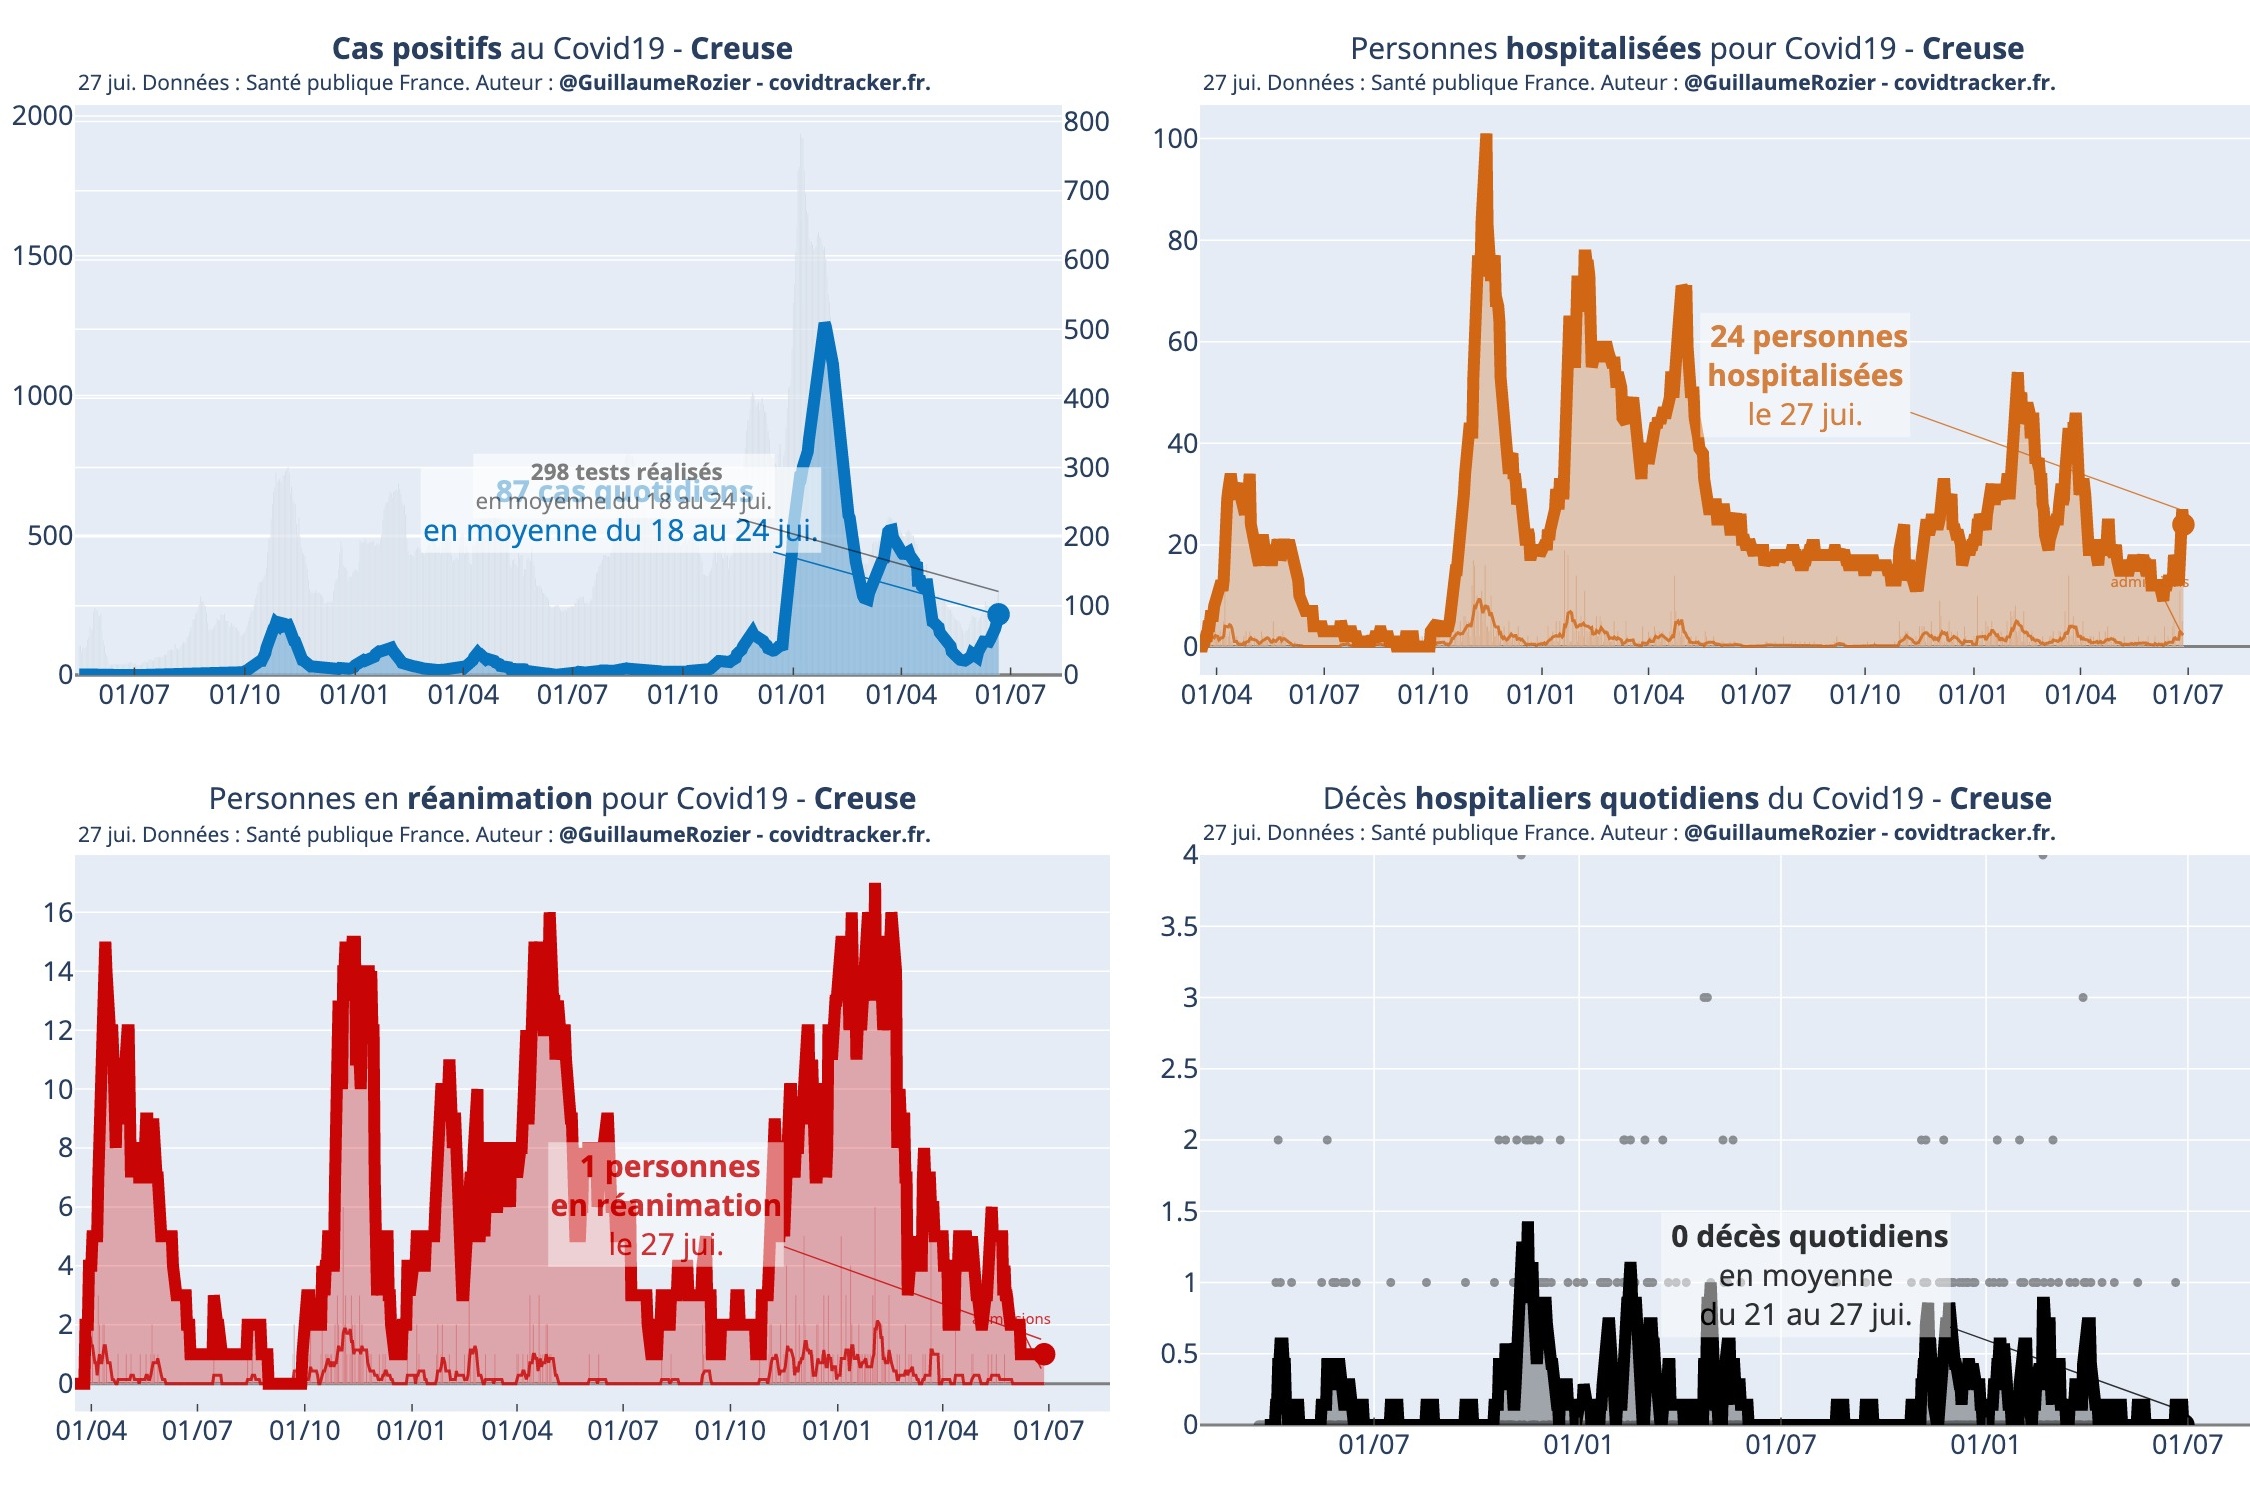 Cas positifs au Covid19 - Creuse
27 jui. Données : Santé publique France. Auteur : @GuillaumeRozier - covidtracker.fr.
2000
1500
1000
500
0
800
700
600
500
400
300
200
100
0
298 tests réalisés
en moyenne du 18 au 24 jui.
87 cas quotidiens
en moyenne du 18 au 24 jui.
01/07 01/10 01/01 01/04 01/07 01/10 01/01 01/04 01/07
Personnes hospitalisées pour Covid19 - Creuse
27 jui. Données : Santé publique France. Auteur : @GuillaumeRozier - covidtracker.fr.
100
80
60
40
20
0
24 personnes
hospitalisées
le 27 jui.
01/04 01/07 01/10 01/01 01/04 01/07 01/10 01/01 01/04 01/07
Personnes en réanimation pour Covid19 - Creuse
27 jui. Données : Santé publique France. Auteur : @GuillaumeRozier - covidtracker.fr.
16
14
12
10
8
6
4
2
0
1 personnes
en réanimation
le 27 jui.
admissions
01/04 01/07 01/10 01/01 01/04 01/07 01/10 01/01 01/04 01/07
Décès hospitaliers quotidiens du Covid19 - Creuse
27 jui. Données : Santé publique France. Auteur : @GuillaumeRozier - covidtracker.fr.
4
3.5
3
2.5
2
1.5
1
0.5
0
0 décès quotidiens
en moyenne
du 21 au 27 jui.
01/07 01/01 01/07 01/01 01/07